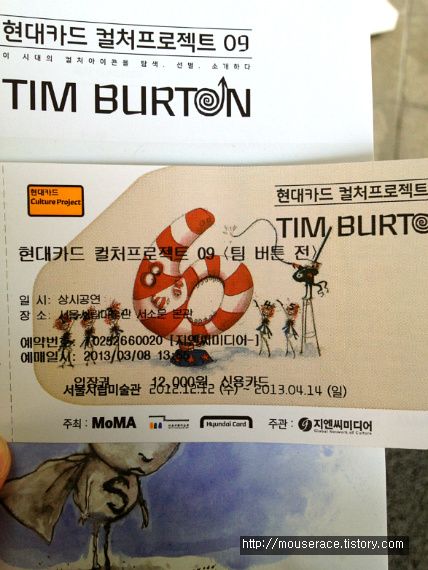 현대카드 컬처프로젝트 09
이 시대의 컬처아이콘을 탐색, 선별, 소개하다
TIM BURTON
현대카드
Culture Project
현대카드 컬처프로젝트
TIM BURTO
현대카드 컬처프로젝트 09 <팀 버튼 전>
일 시: 상시공연
장 소: 서울시립미술관 서소문 본관
예약번호: [지엔씨미디어-]
예매일시: 2013/03/08
입장료 12,000원 신용카드
서울시립미술관 2012.12.12 (수) ~ 2013.04.14 (일)
주최: MoMA Hyundai Card 주관: 지엔씨미디어
Global Network of Culture
S
http://mouserace.tistory.com